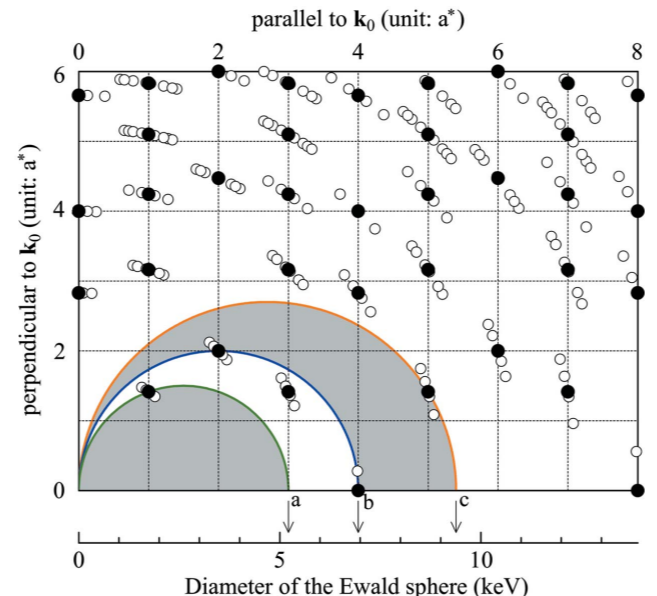 parallel to k0 (unit: a*)
0 2 4 6 8
6
4
2
0
perpendicular to k0 (unit: a*)
a b c
0 5 10
Diameter of the Ewald sphere (keV)